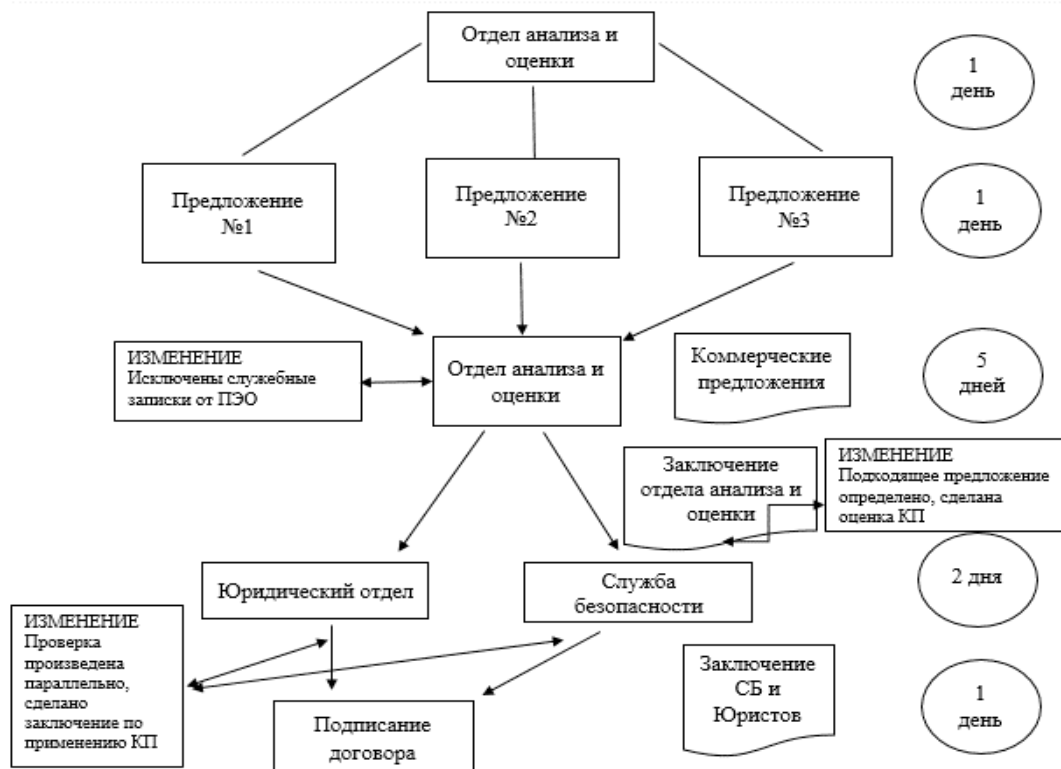 Отдел анализа и
оценки
1
день
Предложение
№1
Предложение
№2
Предложение
№3
1
день
ИЗМЕНЕНИЕ
Исключены служебные
записки от ПЭО
Отдел анализа и
оценки
Коммерческие
предложения
5
дней
Заключение
отдела анализа и
оценки
ИЗМЕНЕНИЕ
Подходящее предложение
определено, сделана
оценка КП
Юридический отдел
Служба
безопасности
2 дня
ИЗМЕНЕНИЕ
Проверка
произведена
параллельно,
сделано
заключение по
применению КП
Подписание
договора
Заключение
СБ и
Юристов
1
день